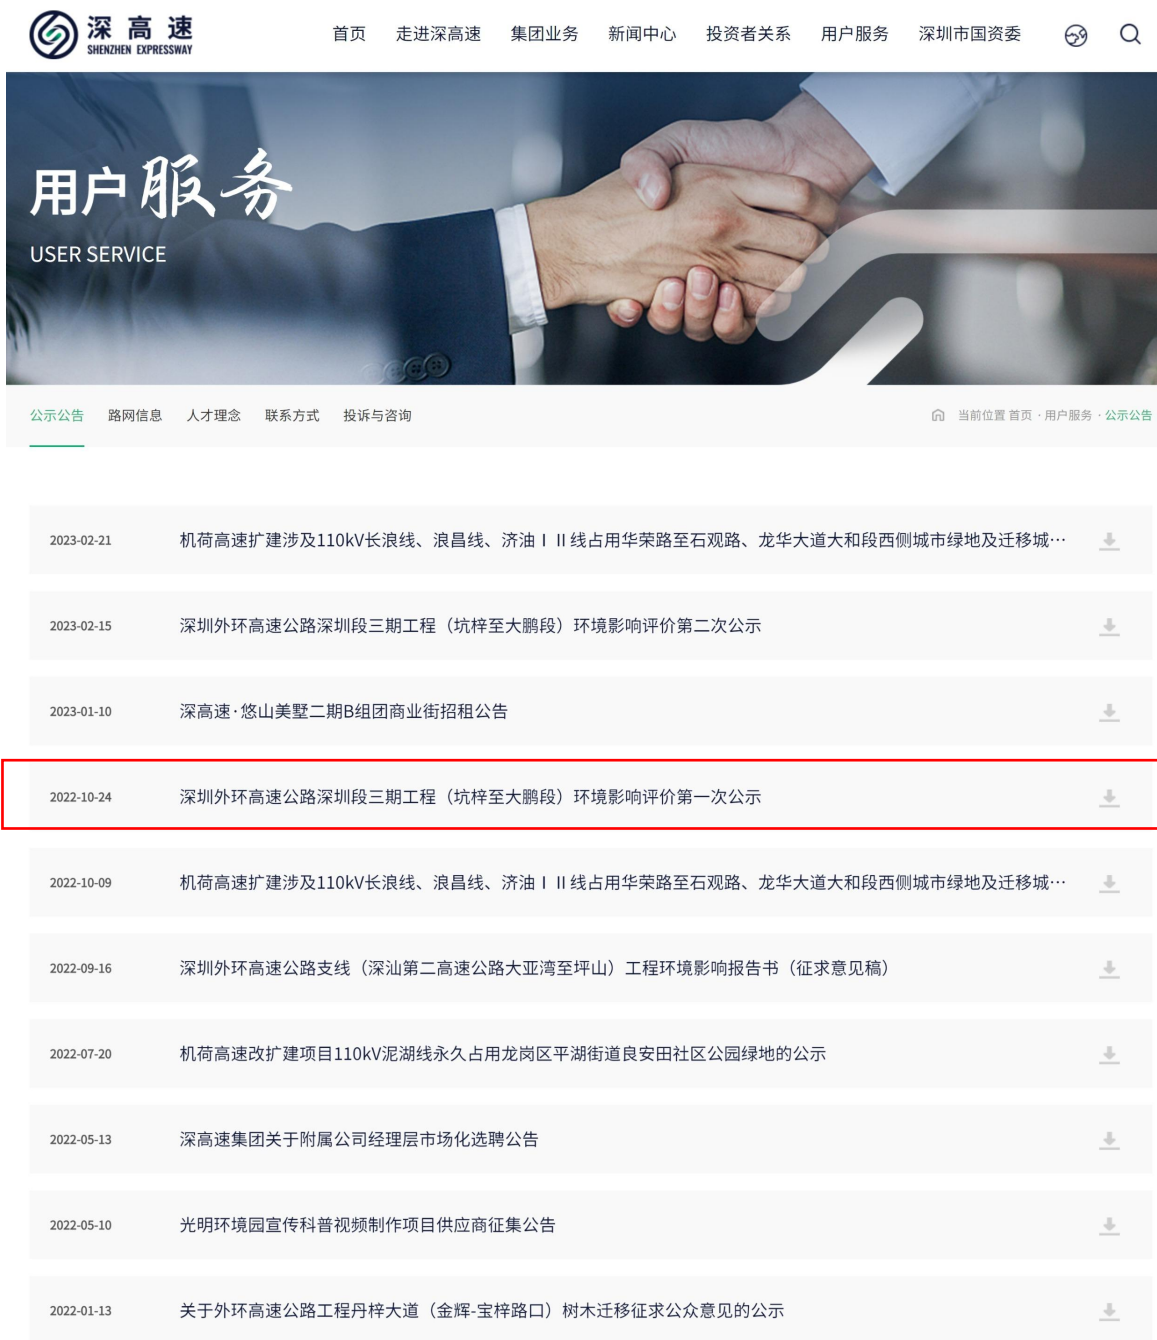 深高速
SHENZHEN EXPRESSWAY
首页 走进深高速 集团业务 新闻中心 投资者关系 用户服务 深圳市国资委
用户服务
USER SERVICE
公示公告 路网信息 人才理念 联系方式 投诉与咨询 当前位置 首页 · 用户服务 · 公示公告
2023-02-21 机荷高速扩建涉及110kV长浪线、浪昌线、济油ⅠⅡ线占用华荣路至石观路、龙华大道大和段西侧城市绿地及迁移城…
2023-02-15 深圳外环高速公路深圳段三期工程（坑梓至大鹏段）环境影响评价第二次公示
2023-01-10 深高速·悠山美墅二期B组团商业街招租公告
2022-10-24 深圳外环高速公路深圳段三期工程（坑梓至大鹏段）环境影响评价第一次公示
2022-10-09 机荷高速扩建涉及110kV长浪线、浪昌线、济油ⅠⅡ线占用华荣路至石观路、龙华大道大和段西侧城市绿地及迁移城…
2022-09-16 深圳外环高速公路支线（深汕第二高速公路大亚湾至坪山）工程环境影响报告书（征求意见稿）
2022-07-20 机荷高速改扩建项目110kV泥湖线永久占用龙岗区平湖街道良安田社区公园绿地的公示
2022-05-13 深高速集团关于附属公司经理层市场化选聘公告
2022-05-10 光明环境园宣传科普视频制作项目供应商征集公告
2022-01-13 关于外环高速公路工程丹梓大道（金辉-宝梓路口）树木迁移征求公众意见的公示